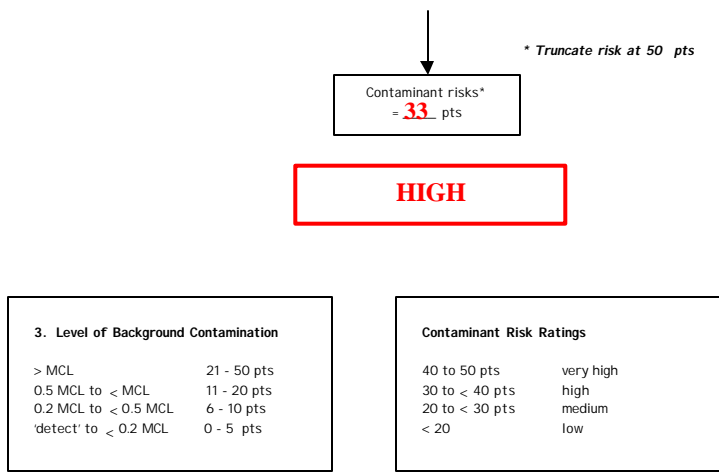 * Truncate risk at 50 pts
Contaminant risks*
= 33 pts
HIGH
3. Level of Background Contamination
> MCL 21 - 50 pts
0.5 MCL to < MCL 11 - 20 pts
0.2 MCL to < 0.5 MCL 6 - 10 pts
'detect' to < 0.2 MCL 0 - 5 pts
Contaminant Risk Ratings
40 to 50 pts very high
30 to < 40 pts high
20 to < 30 pts medium
< 20 low